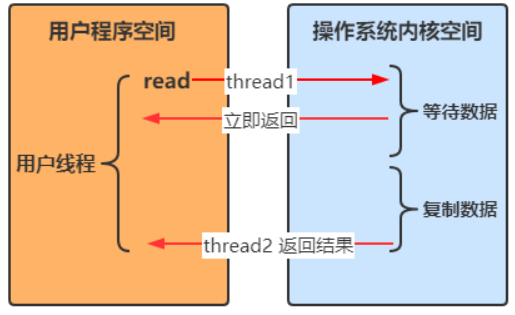 用户程序空间
操作系统内核空间
read
thread1
立即返回
等待数据
用户线程
复制数据
thread2 返回结果